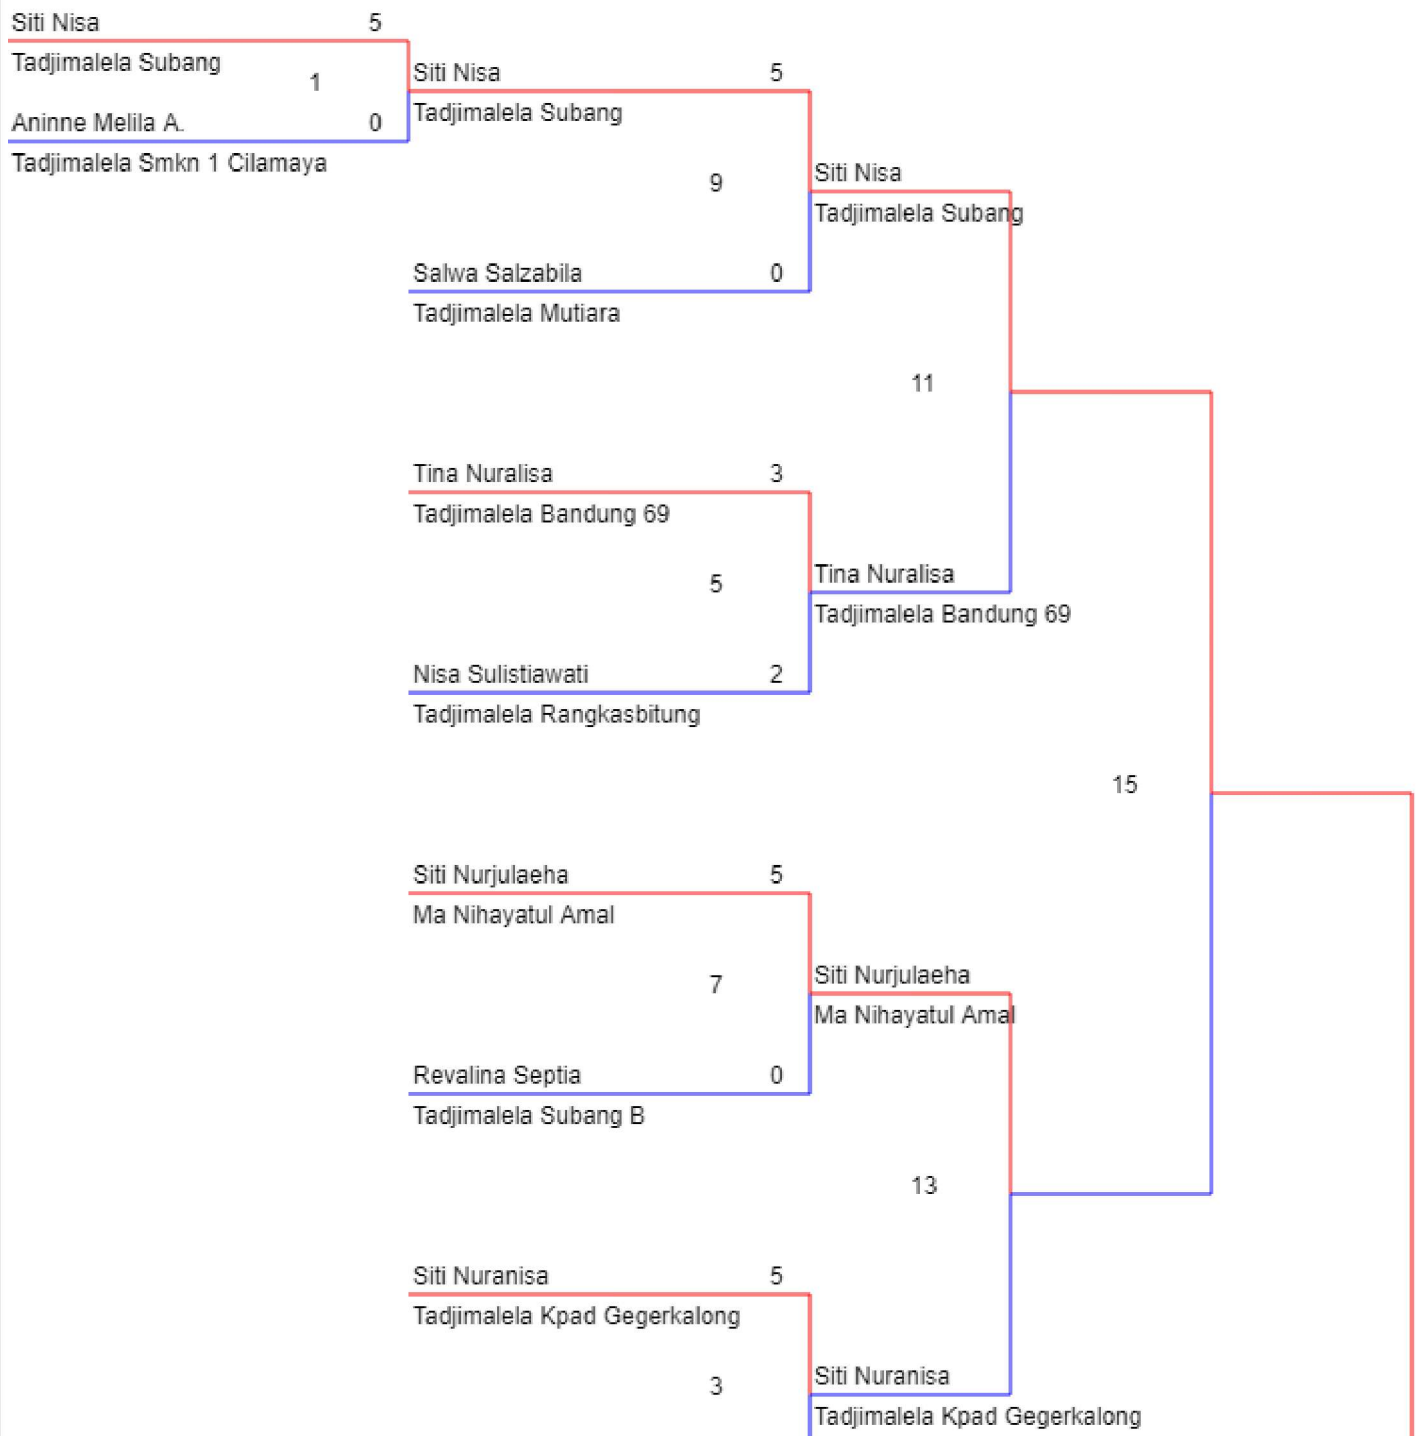 Siti Nisa 5
Tadjimalela Subang
1
Aninne Melila A. 0
Tadjimalela Smkn 1 Cilamaya
Siti Nisa 5
Tadjimalela Subang
9
Salwa Salzabila 0
Tadjimalela Mutiara
Siti Nisa
Tadjimalela Subang
11
Tina Nuralisa 3
Tadjimalela Bandung 69
5
Nisa Sulistiawati 2
Tadjimalela Rangkasbitung
Tina Nuralisa
Tadjimalela Bandung 69
15
Siti Nurjulaeha 5
Ma Nihayatul Amal
7
Revalina Septia 0
Tadjimalela Subang B
Siti Nurjulaeha
Ma Nihayatul Amal
13
Siti Nuranisa 5
Tadjimalela Kpad Gegerkalong
3
Siti Nuranisa
Tadjimalela Kpad Gegerkalong